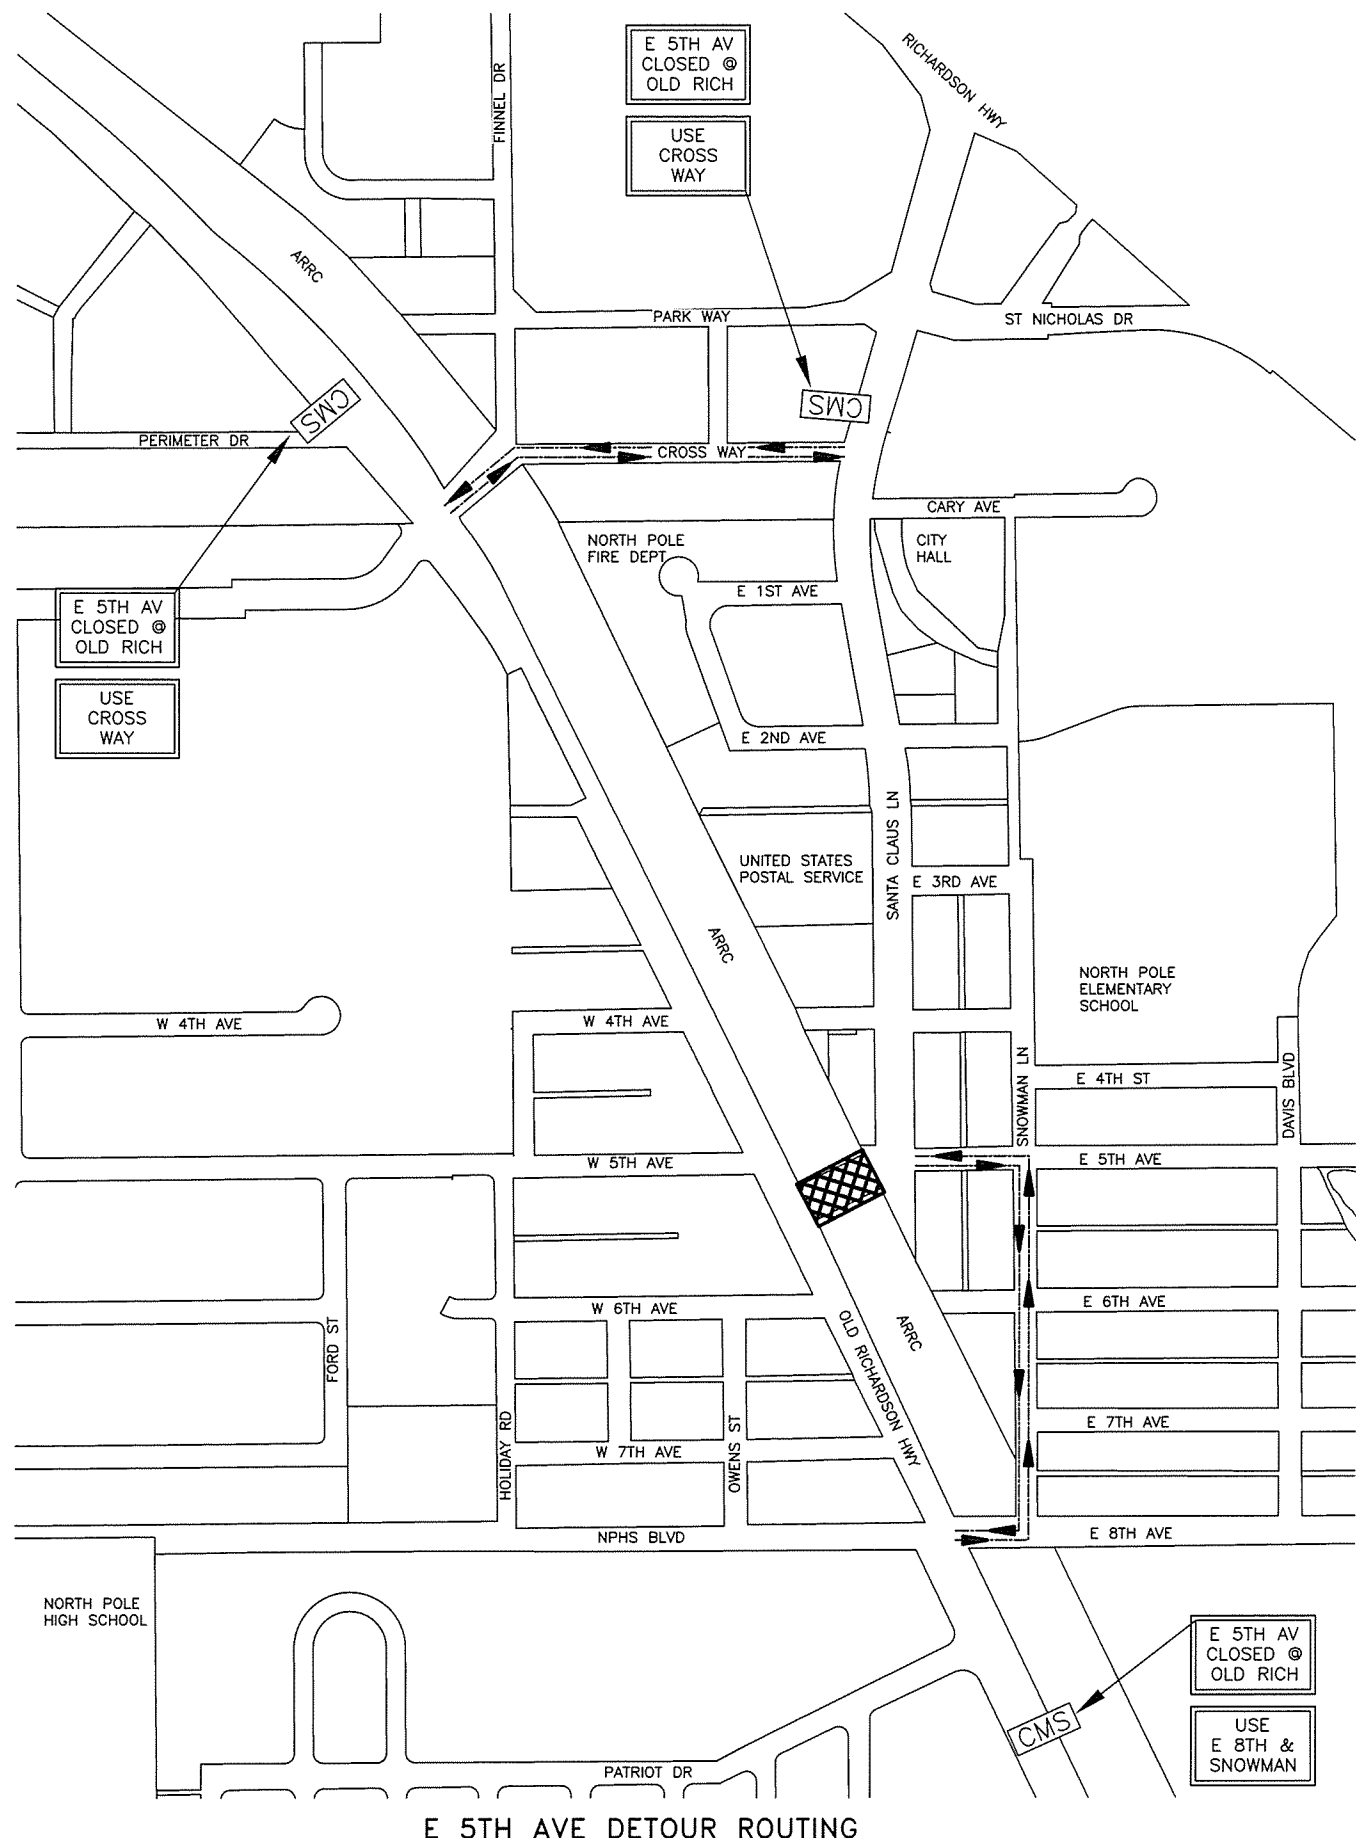 E 5TH AV
CLOSED @
OLD RICH
USE
CROSS
WAY
RICHARDSON HWY
FINNEL DR
ARRC
PARK WAY
ST NICHOLAS DR
CMS
CMS
PERIMETER DR
CROSS WAY
CARY AVE
NORTH POLE
FIRE DEPT
CITY
HALL
E 1ST AVE
E 5TH AV
CLOSED @
OLD RICH
USE
CROSS
WAY
E 2ND AVE
SANTA CLAUS LN
UNITED STATES
POSTAL SERVICE
E 3RD AVE
ARRC
NORTH POLE
ELEMENTARY
SCHOOL
W 4TH AVE
W 4TH AVE
SNOWMAN LN
E 4TH ST
DAVIS BLVD
W 5TH AVE
E 5TH AVE
W 6TH AVE
E 6TH AVE
FORD ST
OLD RICHARDSON HWY
ARRC
HOLIDAY RD
W 7TH AVE
OWENS ST
E 7TH AVE
NPHS BLVD
E 8TH AVE
NORTH POLE
HIGH SCHOOL
E 5TH AV
CLOSED @
OLD RICH
CMS
USE
E 8TH &
SNOWMAN
PATRIOT DR
E 5TH AVE DETOUR ROUTING